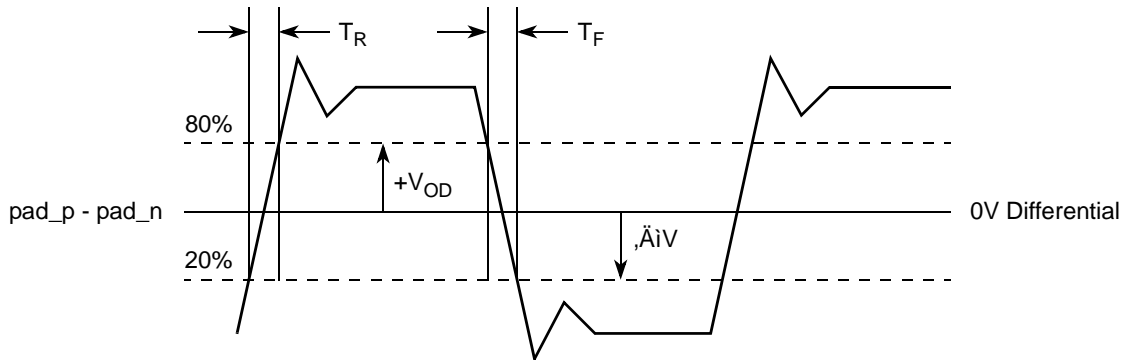 T_R
T_F
80%
+V_OD
pad_p - pad_n
0V Differential
‚ÄìV
20%